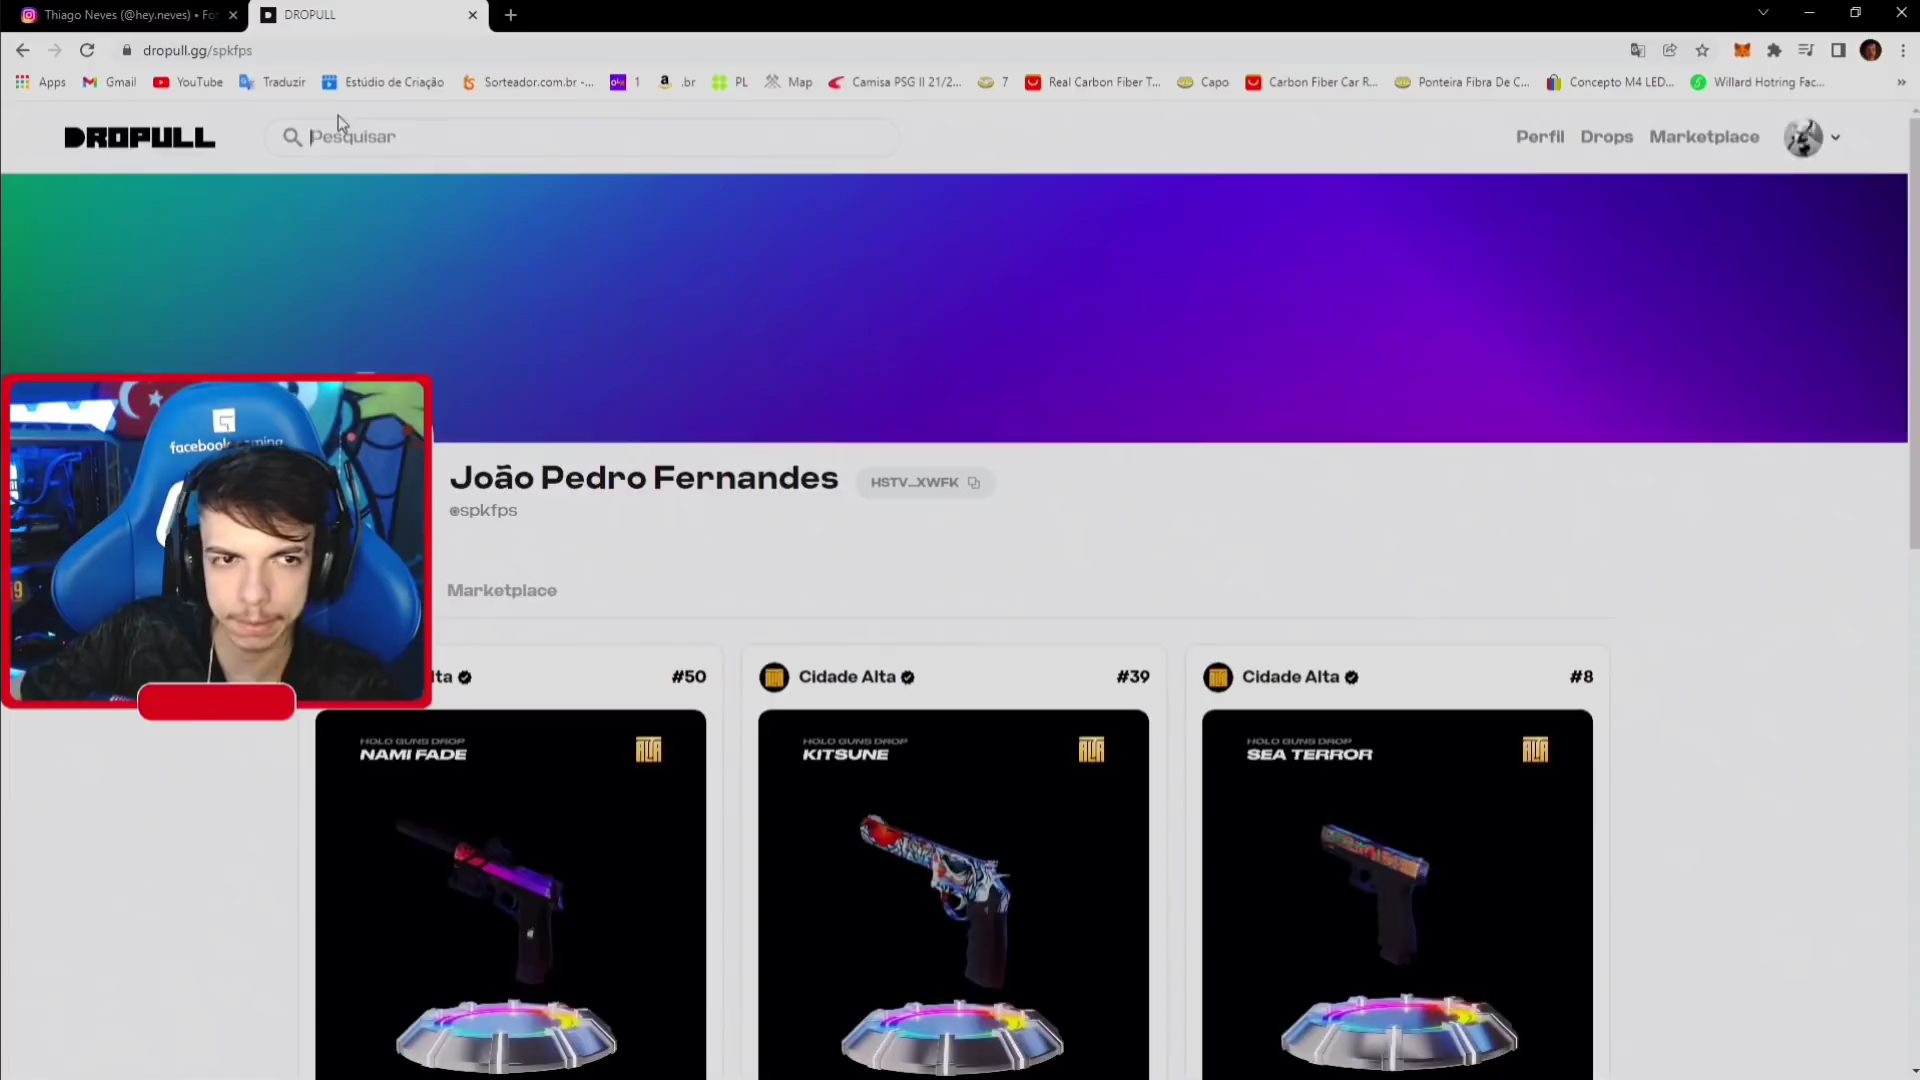 Thiago Neves (@hey.neves) • Fo
DROPULL
dropull.gg/spkfps
Apps
Gmail
YouTube
Traduzir
Estúdio de Criação
Sorteador.com.br -...
1
.br
PL
Map
Camisa PSG II 21/2...
7
Real Carbon Fiber T...
Capo
Carbon Fiber Car R...
Ponteira Fibra De C...
Concepto M4 LED...
Willard Hotring Fac...
DROPULL
Pesquisar
Perfil
Drops
Marketplace
facebook gaming
João Pedro Fernandes
HSTV_XWFK
@spkfps
Marketplace
lta
#50
Cidade Alta
#39
Cidade Alta
#8
HOLO GUNS DROP
NAMI FADE
ALTA
HOLO GUNS DROP
KITSUNE
ALTA
HOLO GUNS DROP
SEA TERROR
ALTA